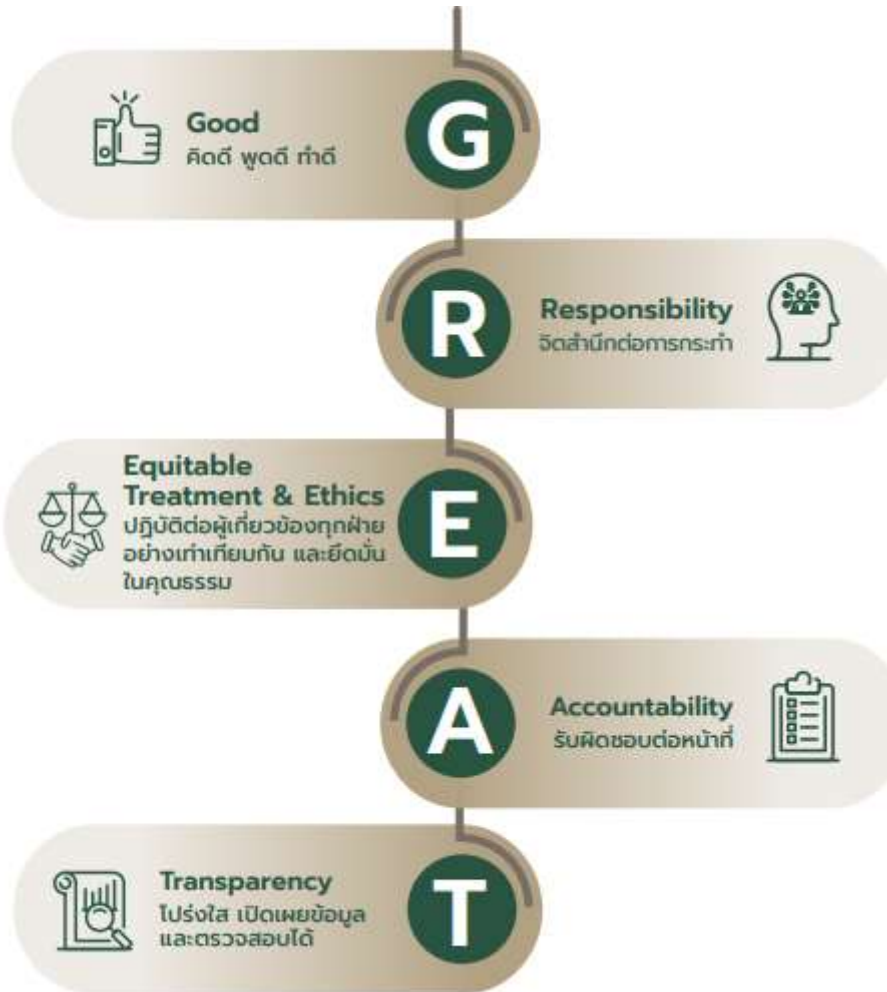 G
Good
คิดดี พูดดี ทำดี
R
Responsibility
จิตสำนึกต่อการกระทำ
E
Equitable
Treatment & Ethics
ปฏิบัติต่อผู้เกี่ยวข้องทุกฝ่าย
อย่างเท่าเทียมกัน และยึดมั่น
ในคุณธรรม
A
Accountability
รับผิดชอบต่อหน้าที่
T
Transparency
โปร่งใส เปิดเผยข้อมูล
และตรวจสอบได้